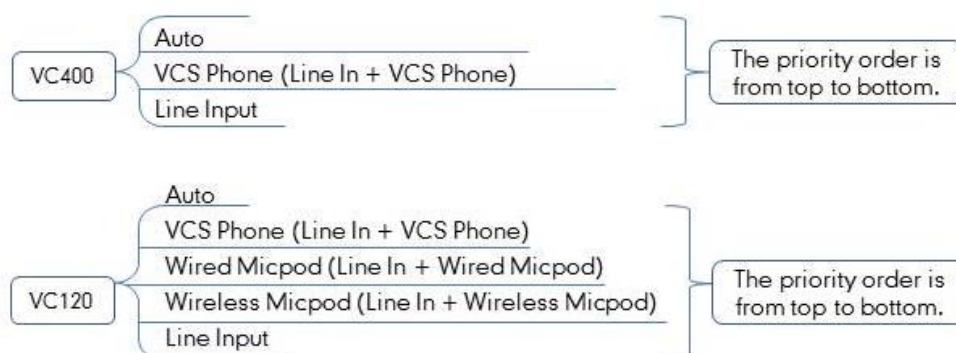 Auto
VC400
VCS Phone (Line In + VCS Phone)
Line Input
The priority order is
from top to bottom.
Auto
VCS Phone (Line In + VCS Phone)
Wired Micpod (Line In + Wired Micpod)
VC120
Wireless Micpod (Line In + Wireless Micpod)
Line Input
The priority order is
from top to bottom.